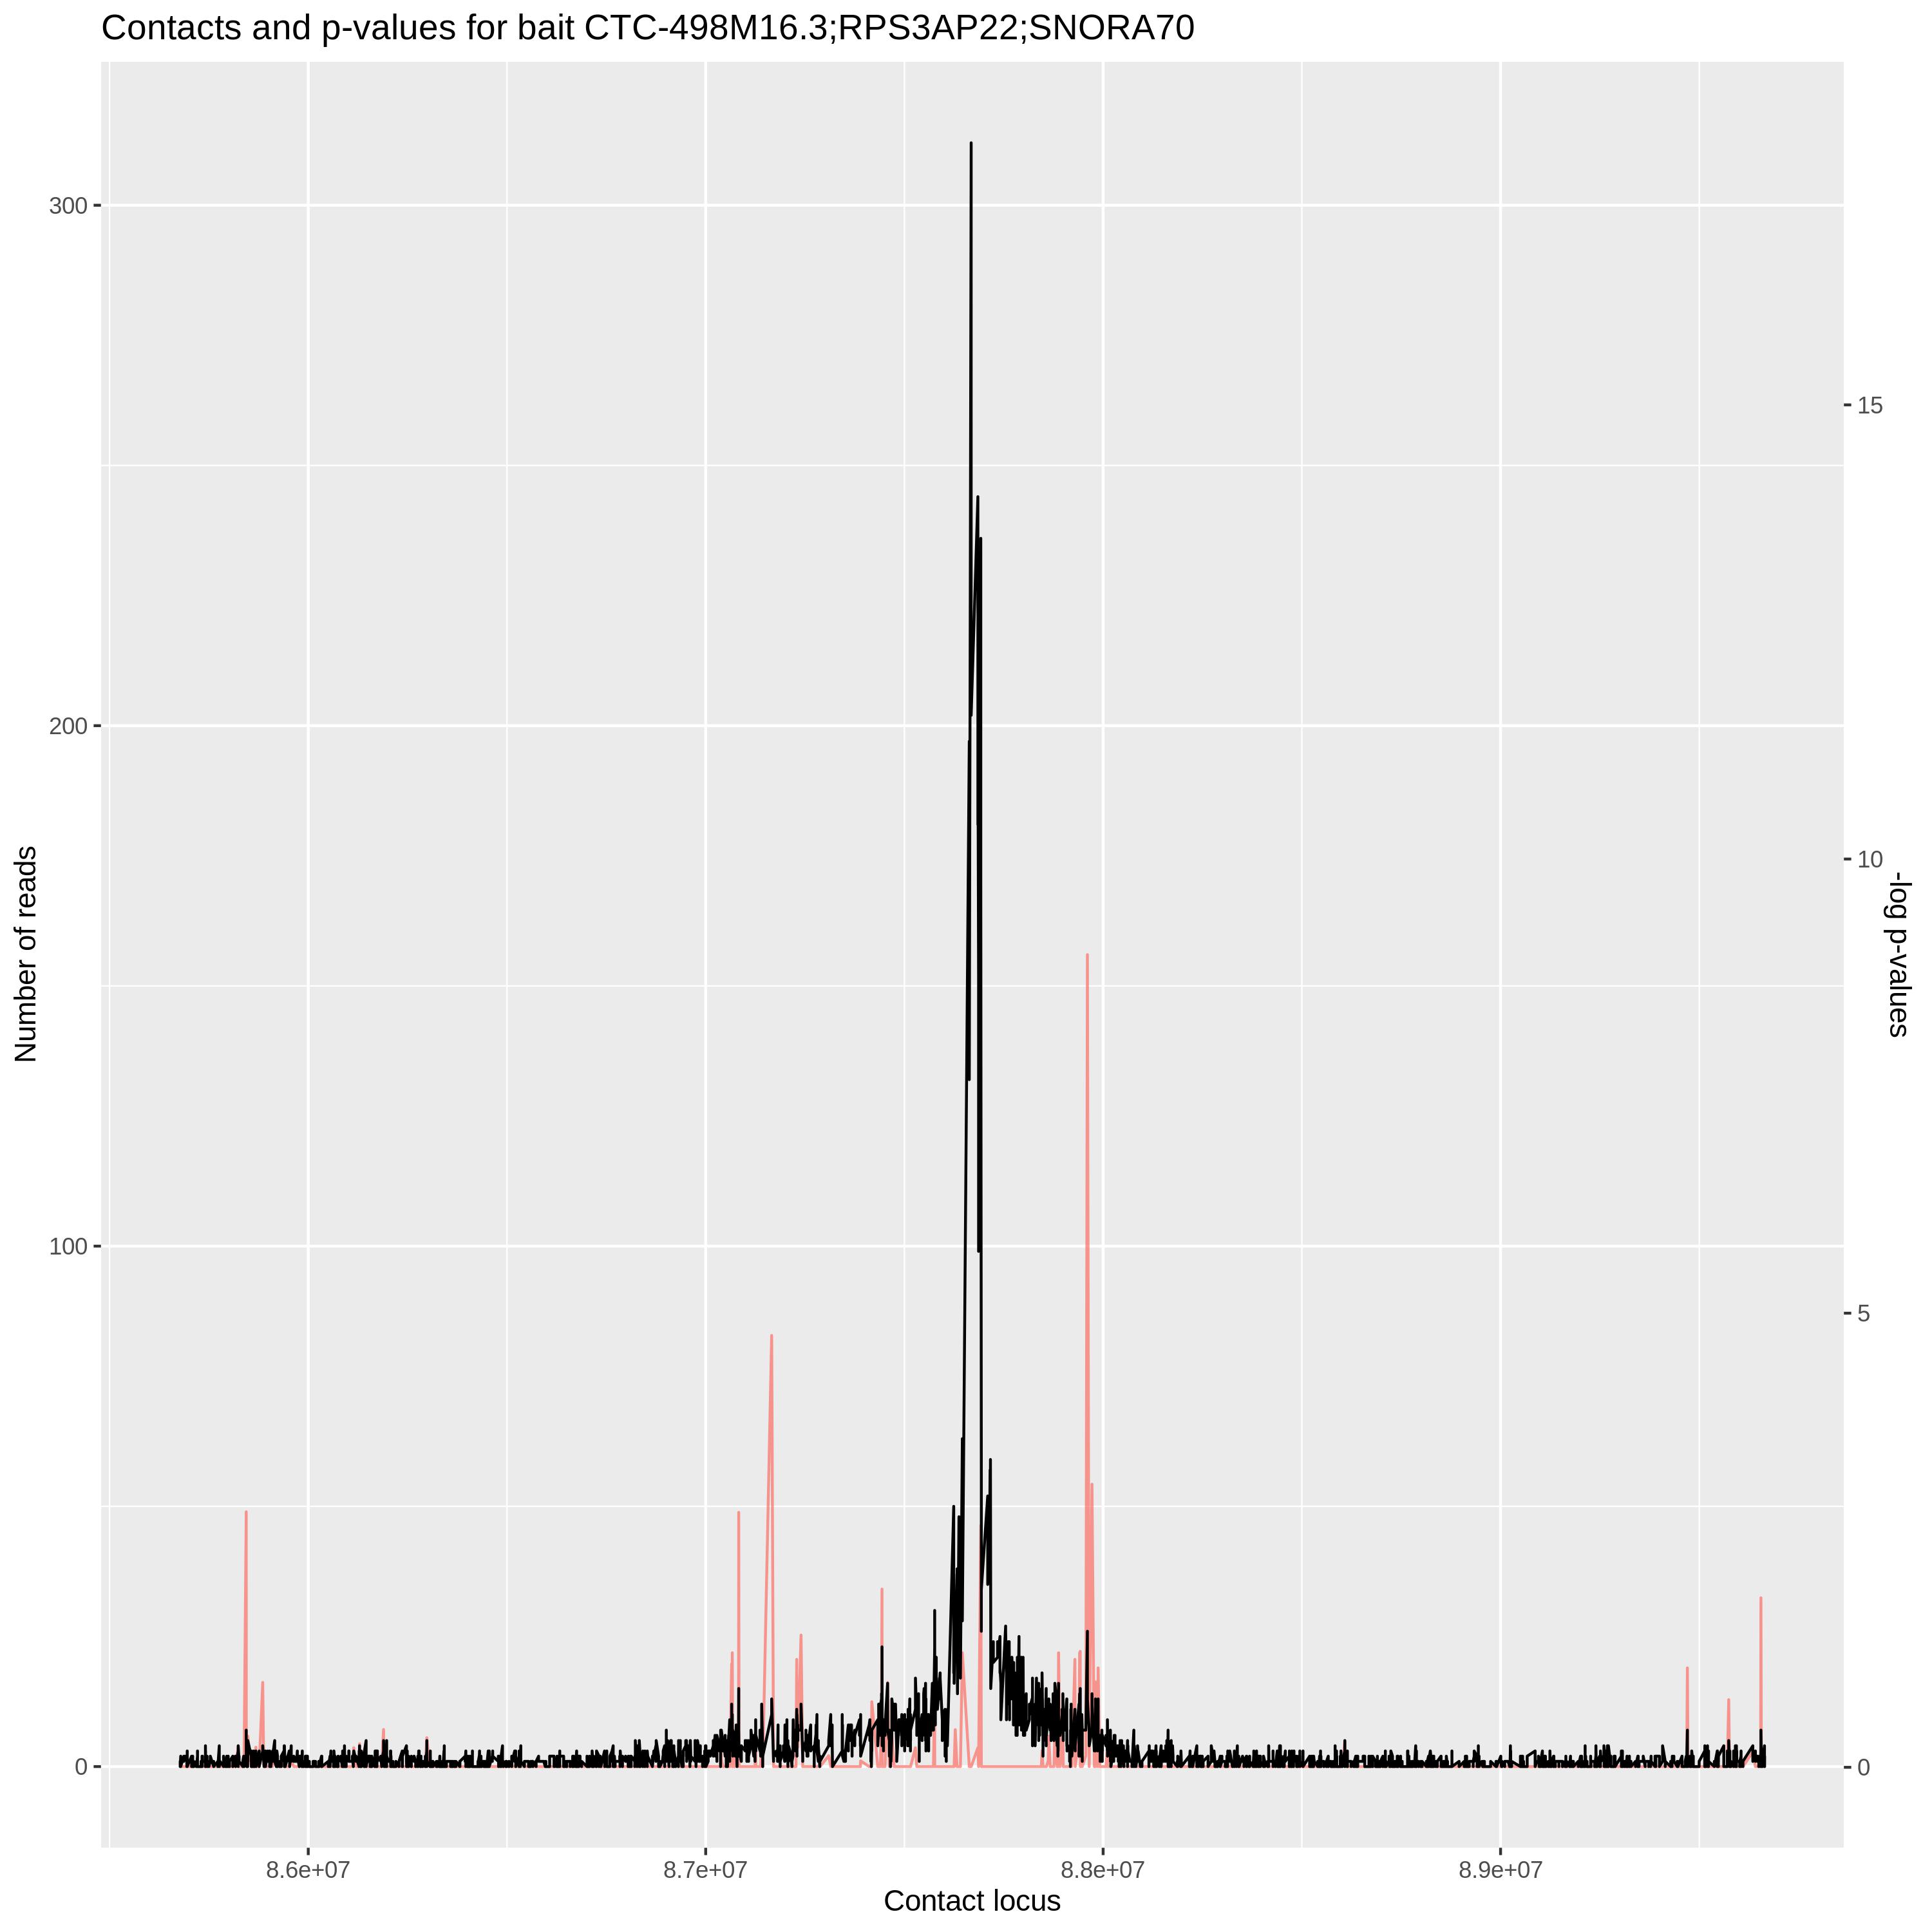 Contacts and p-values for bait CTC-498M16.3;RPS3AP22;SNORA70
300
200
100
0
Number of reads
15
10
5
0
-log p-values
8.6e+07
8.7e+07
8.8e+07
8.9e+07
Contact locus